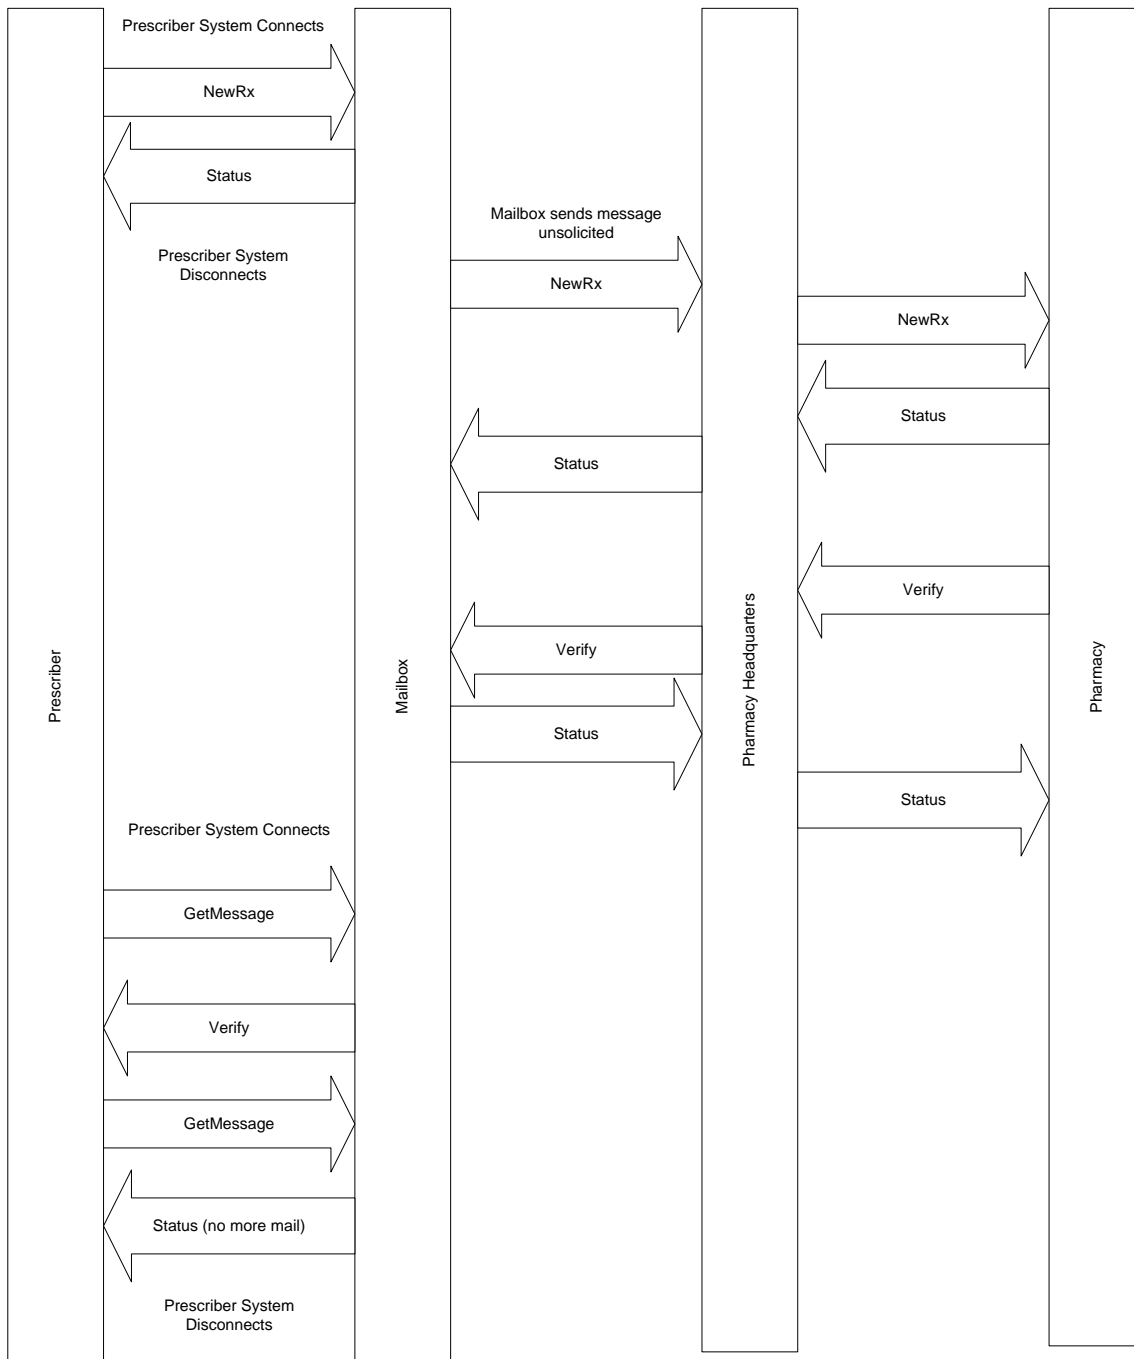 Prescriber System Connects
NewRx
Status
Prescriber System
Disconnects
Mailbox sends message
unsolicited
NewRx
NewRx
Status
Status
Verify
Verify
Status
Status
Prescriber
Mailbox
Pharmacy Headquarters
Pharmacy
Prescriber System Connects
GetMessage
Verify
GetMessage
Status (no more mail)
Prescriber System
Disconnects